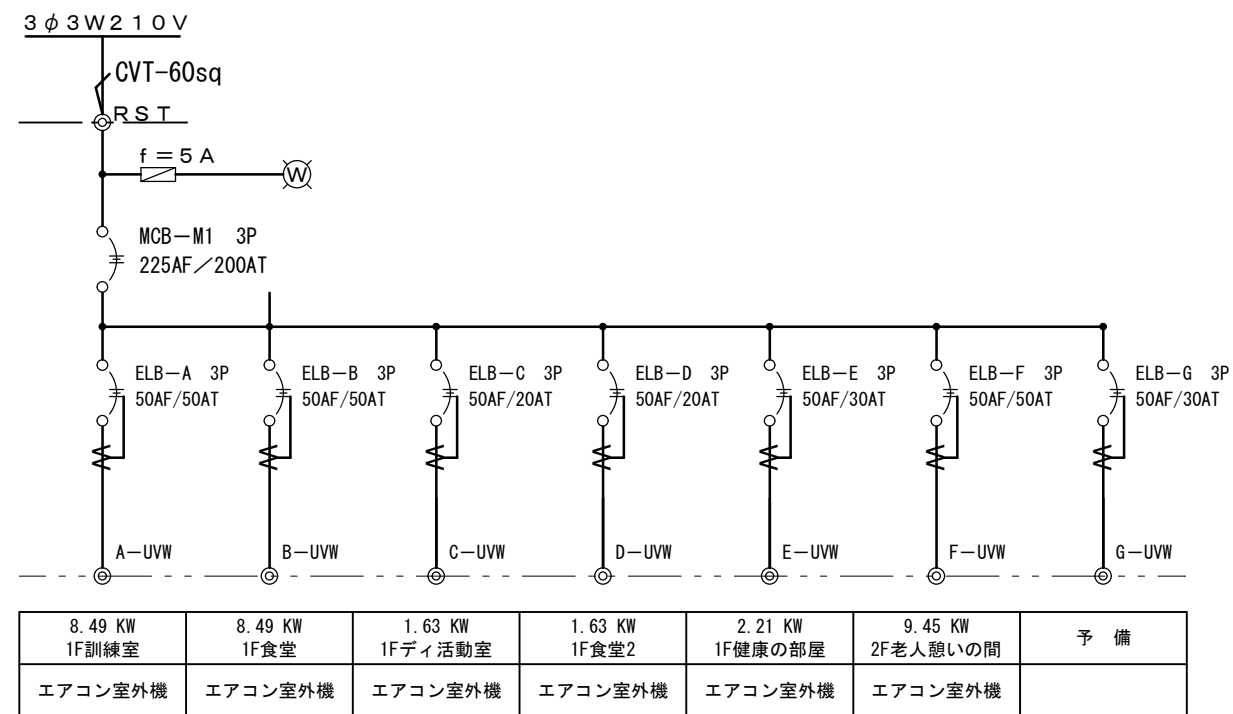 3φ3W210V
CVT-60sq
RST
f=5A
W
MCB-M1 3P
225AF/200AT
ELB-A 3P
50AF/50AT
ELB-B 3P
50AF/50AT
ELB-C 3P
50AF/20AT
ELB-D 3P
50AF/20AT
ELB-E 3P
50AF/30AT
ELB-F 3P
50AF/50AT
ELB-G 3P
50AF/30AT
A-UVW
B-UVW
C-UVW
D-UVW
E-UVW
F-UVW
G-UVW
8.49 KW
1F訓練室
8.49 KW
1F食堂
1.63 KW
1Fディ活動室
1.63 KW
1F食堂2
2.21 KW
1F健康の部屋
9.45 KW
2F老人憩いの間
予備
エアコン室外機
エアコン室外機
エアコン室外機
エアコン室外機
エアコン室外機
エアコン室外機